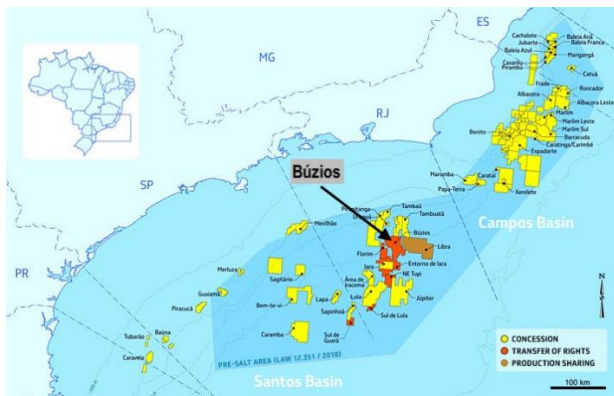 ES
MG
RJ
SP
PR
Búzios
Cachalote
Baleia Anã
Jubarte
Baleia Franca
Baleia Azul
Mangangá
Caxaréu
Pirambu
Catuá
Frade
Roncador
Albacora
Albacora Leste
Marlim
Marlim Leste
Marlim Sul
Bonito
Barracuda
Caratinga/Carimbé
Espadarte
Maromba
Carataí
Papa-Terra
Xerelete
Campos Basin
Tambaú
Uruguá
Tambuatá
Mexilhão
Búzios
Florim
Libra
Iara
Entorno de Iara
Merluza
Sagitário
Área de
Iracema
NE Tupi
Guaiamá
Bem-te-vi
Lapa
Lula
Júpiter
Piracucá
Sapinhoá
Sul de Lula
Tubarão
Baúna
Caramba
Sul de
Guará
Caravela
PRE-SALT AREA (LAW 12.351 / 2010)
Santos Basin
CONCESSION
TRANSFER OF RIGHTS
PRODUCTION SHARING
100 km